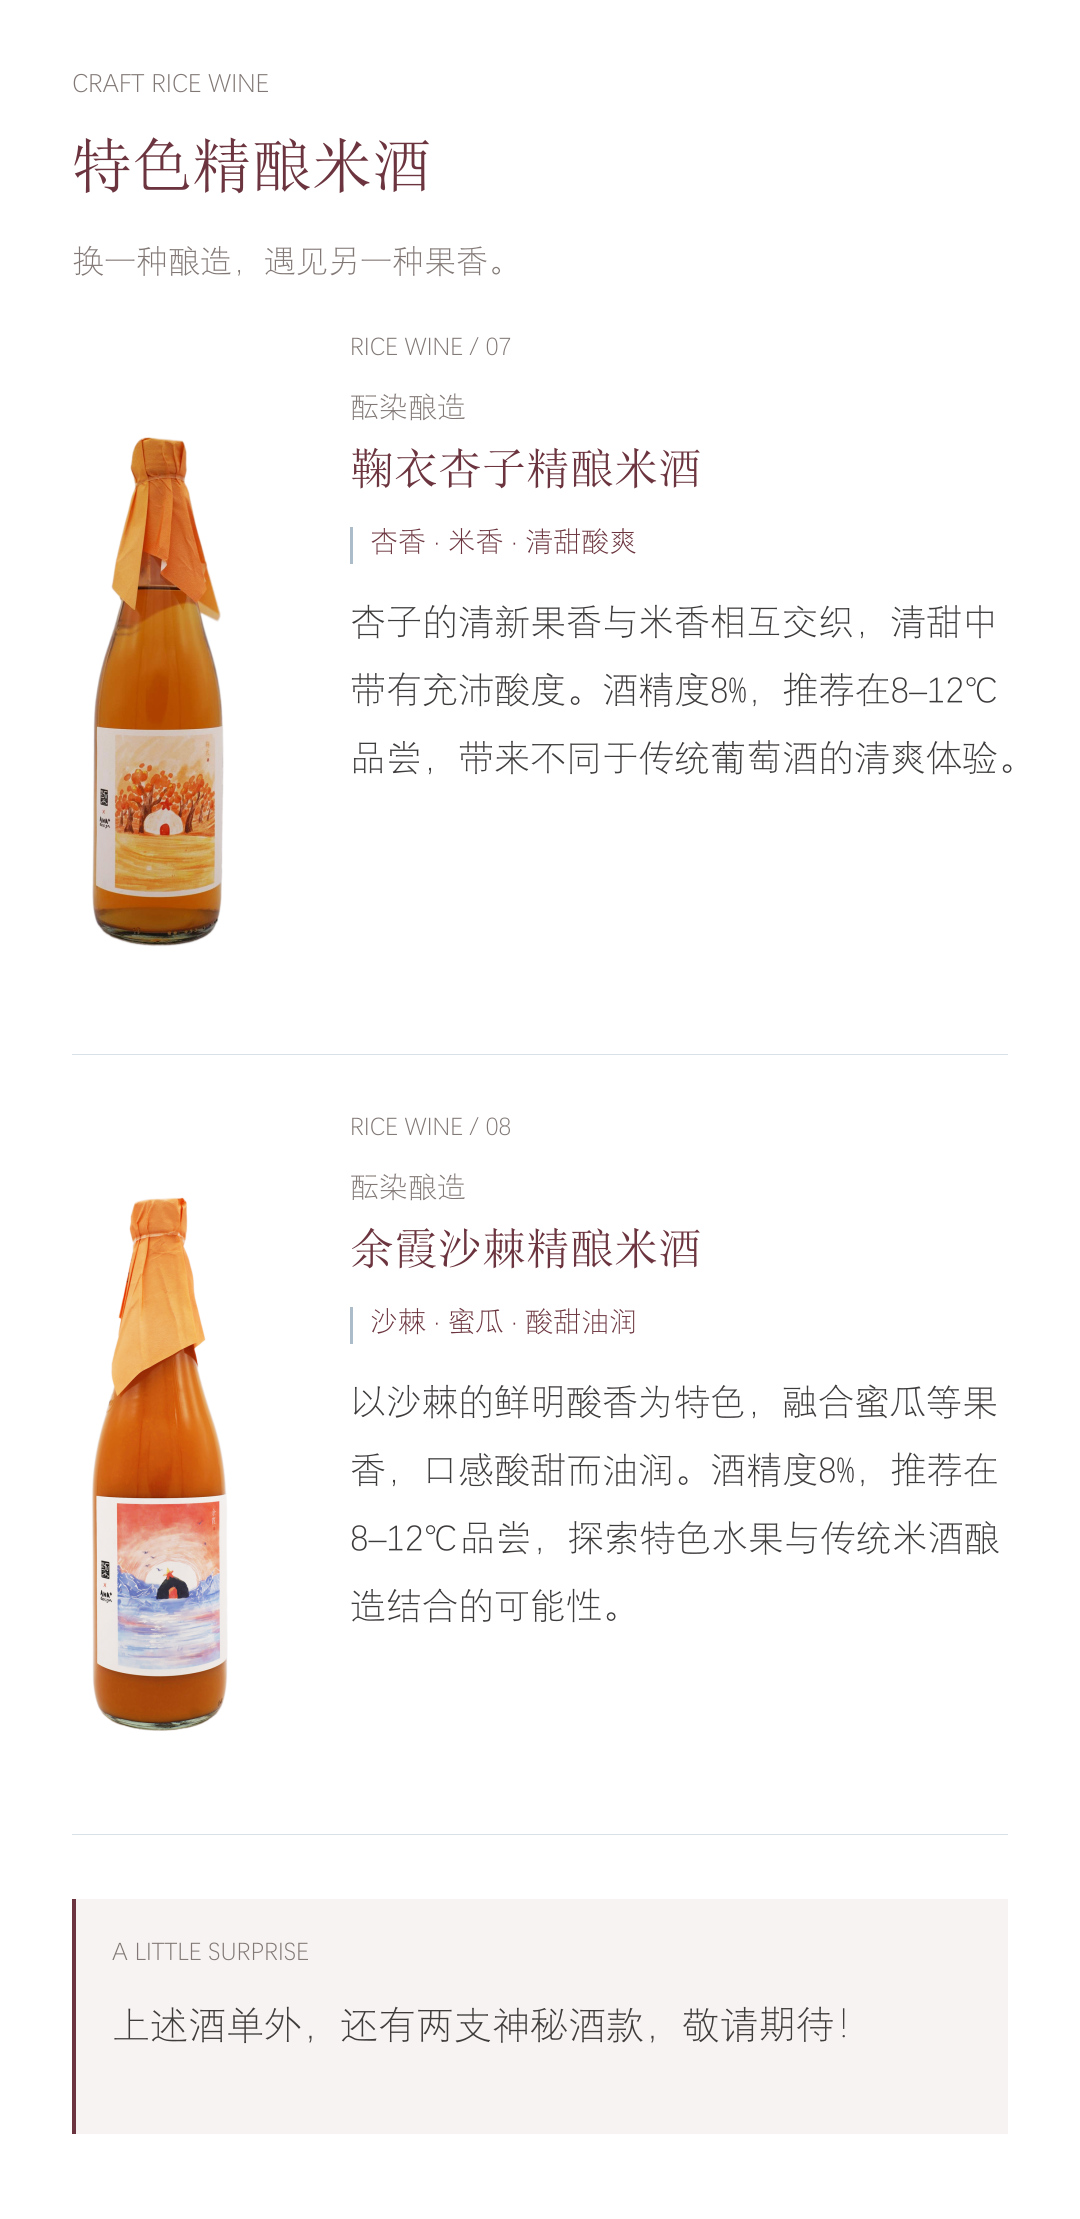 CRAFT RICE WINE
特色精酿米酒
换一种酿造，遇见另一种果香。
RICE WINE / 07
酝染酿造
鞠衣杏子精酿米酒
杏香 · 米香 · 清甜酸爽
杏子的清新果香与米香相互交织，清甜中
带有充沛酸度。酒精度8%，推荐在8–12℃
品尝，带来不同于传统葡萄酒的清爽体验。
RICE WINE / 08
酝染酿造
余霞沙棘精酿米酒
沙棘 · 蜜瓜 · 酸甜油润
以沙棘的鲜明酸香为特色，融合蜜瓜等果
香，口感酸甜而油润。酒精度8%，推荐在
8–12℃品尝，探索特色水果与传统米酒酿
造结合的可能性。
A LITTLE SURPRISE
上述酒单外，还有两支神秘酒款，敬请期待！